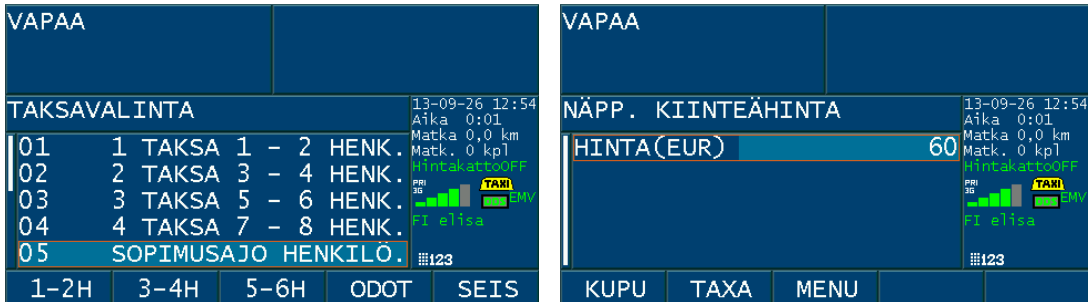 VAPAA
TAKSAVALINTA
01 1 TAKSA 1 - 2 HENK.
02 2 TAKSA 3 - 4 HENK.
03 3 TAKSA 5 - 6 HENK.
04 4 TAKSA 7 - 8 HENK.
05 SOPIMUSAJO HENKILÖ.
13-09-26 12:54
Aika 0:01
Matka 0,0 km
Matk. 0 kpl
HintakattoOFF
PRI
3G
TAXI
EMV
FI elisa
123
1-2H 3-4H 5-6H ODOT SEIS
VAPAA
NÄPP. KIINTEÄHINTA
HINTA(EUR) 60
13-09-26 12:54
Aika 0:01
Matka 0,0 km
Matk. 0 kpl
HintakattoOFF
PRI
3G
TAXI
EMV
FI elisa
123
KUPU TAXA MENU